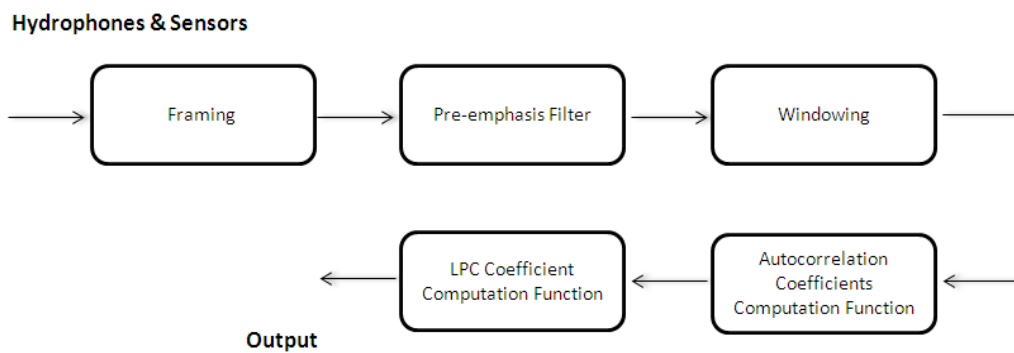 Hydrophones & Sensors
Framing
Pre-emphasis Filter
Windowing
LPC Coefficient
Computation Function
Autocorrelation
Coefficients
Computation Function
Output